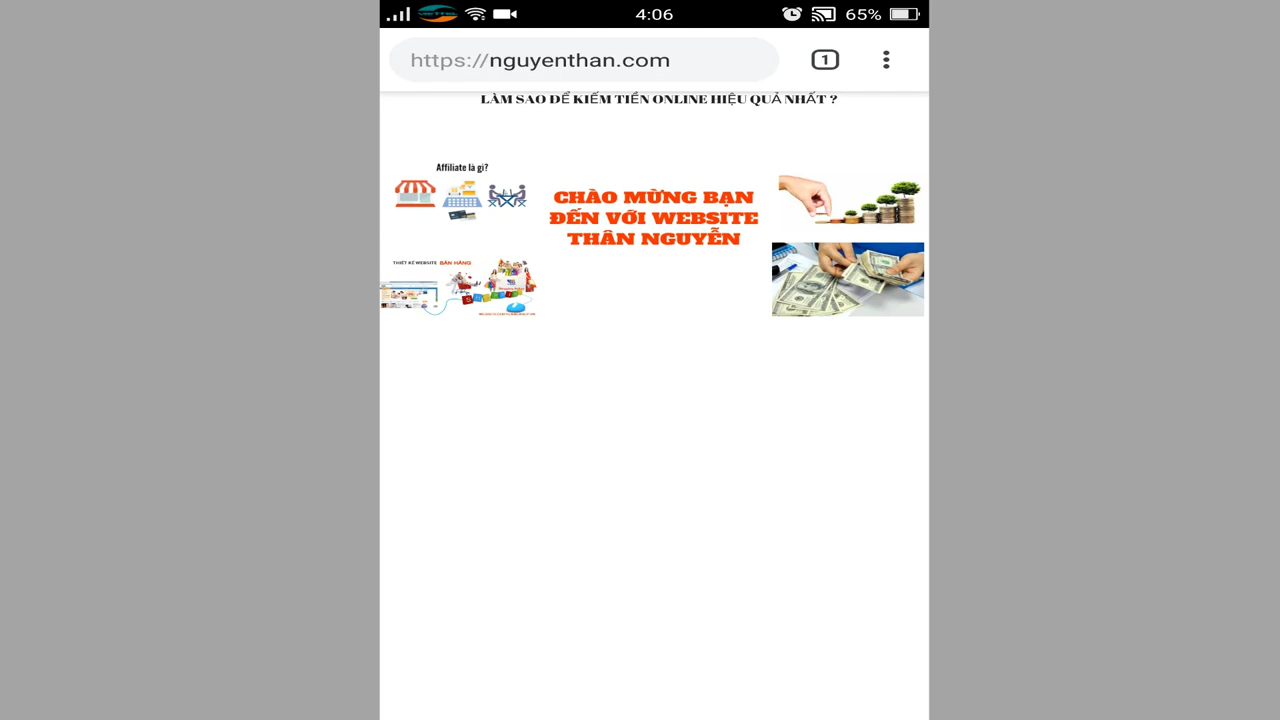 VIETTEL
4:06
65%
https://nguyenthan.com
1
LÀM SAO ĐỂ KIẾM TIỀN ONLINE HIỆU QUẢ NHẤT ?
Affiliate là gì?
CHÀO MỪNG BẠN
ĐẾN VỚI WEBSITE
THÂN NGUYỄN
THIẾT KẾ WEBSITE BÁN HÀNG